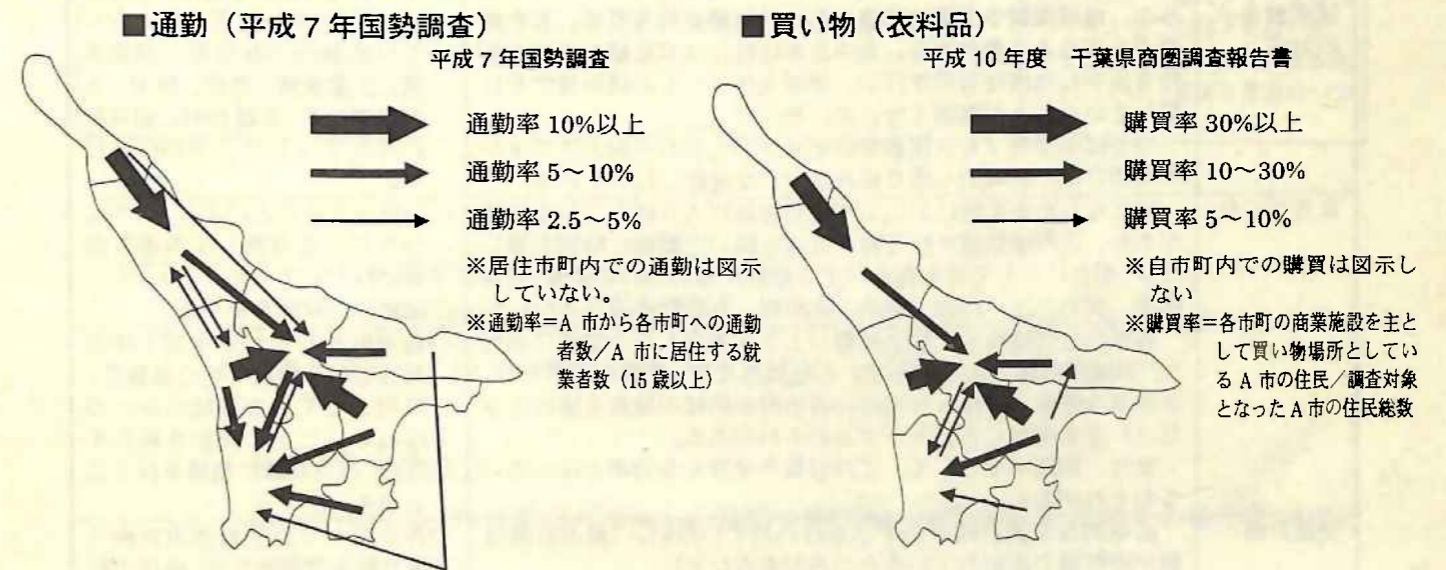 ■通勤（平成７年国勢調査）
平成７年国勢調査
通勤率 10%以上
通勤率 5～10%
通勤率 2.5～5%
※居住市町内での通勤は図示
していない。
※通勤率＝A 市から各市町への通勤
者数／A 市に居住する就
業者数（15 歳以上）
■買い物（衣料品）
平成 10 年度　千葉県商圏調査報告書
購買率 30%以上
購買率 10～30%
購買率 5～10%
※自市町内での購買は図示し
ない
※購買率＝各市町の商業施設を主と
して買い物場所としてい
る A 市の住民／調査対象
となった A 市の住民総数